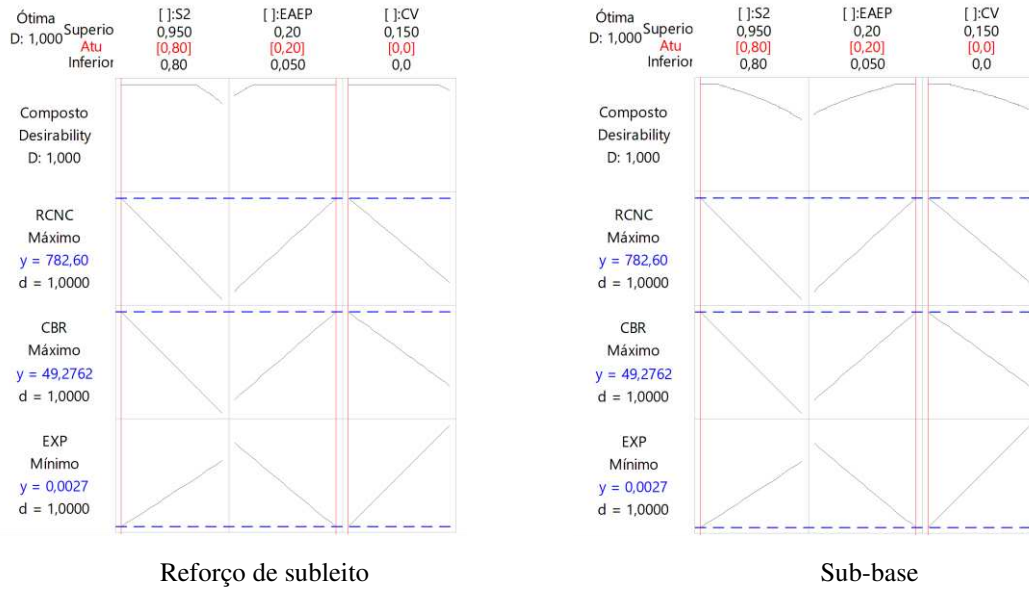 Ótima
D: 1,000
[ ]:S2 [ ]:EAEP [ ]:CV
Superio 0,950 0,20 0,150
Atu [0,80] [0,20] [0,0]
Inferior 0,80 0,050 0,0
Composto
Desirability
D: 1,000
RCNC
Máximo
y = 782,60
d = 1,0000
CBR
Máximo
y = 49,2762
d = 1,0000
EXP
Mínimo
y = 0,0027
d = 1,0000
Reforço de subleito
Ótima
D: 1,000
[ ]:S2 [ ]:EAEP [ ]:CV
Superio 0,950 0,20 0,150
Atu [0,80] [0,20] [0,0]
Inferior 0,80 0,050 0,0
Composto
Desirability
D: 1,000
RCNC
Máximo
y = 782,60
d = 1,0000
CBR
Máximo
y = 49,2762
d = 1,0000
EXP
Mínimo
y = 0,0027
d = 1,0000
Sub-base